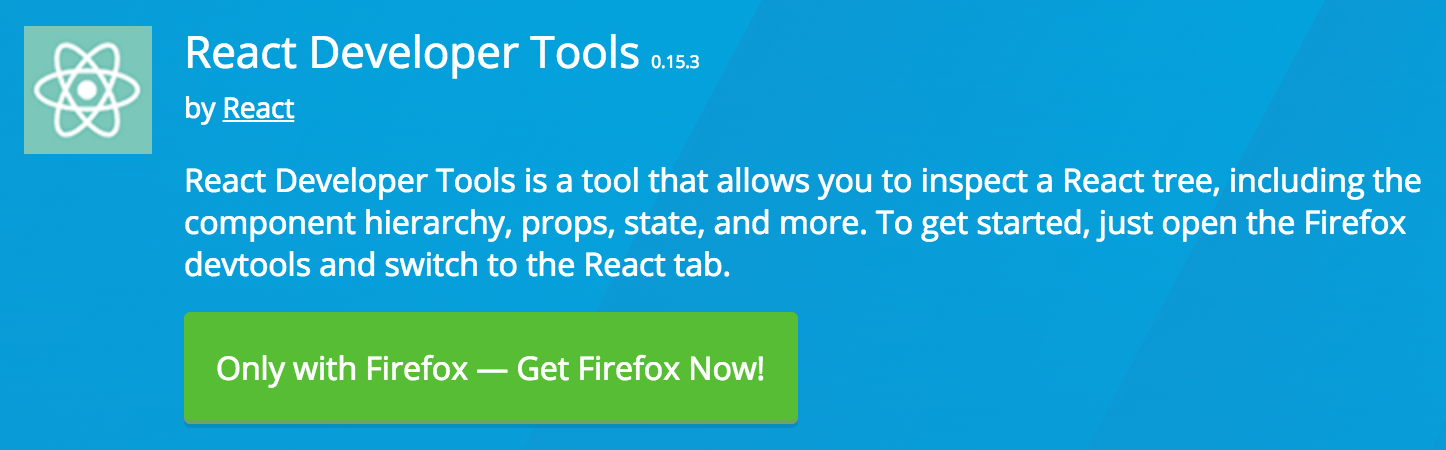 React Developer Tools 0.15.3
by React
React Developer Tools is a tool that allows you to inspect a React tree, including the
component hierarchy, props, state, and more. To get started, just open the Firefox
devtools and switch to the React tab.
Only with Firefox — Get Firefox Now!